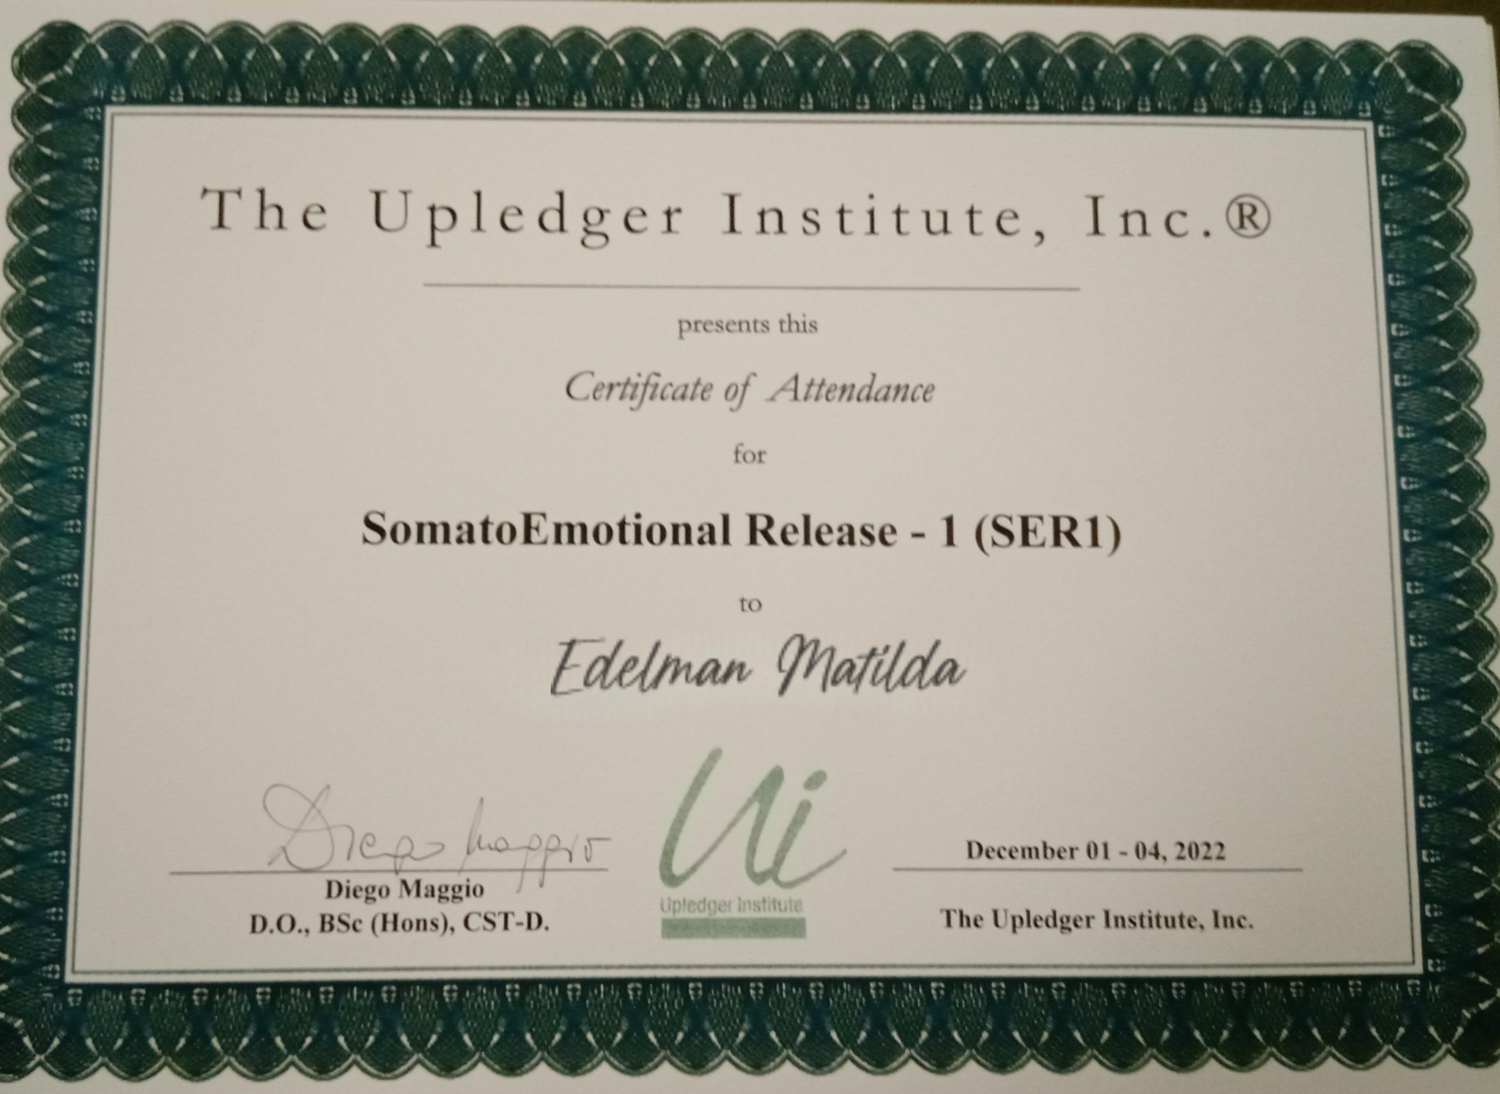 The Upledger Institute, Inc.®
presents this
Certificate of Attendance
for
SomatoEmotional Release - 1 (SER1)
to
Edelman Matilda
Diego Maggio
Diego Maggio
D.O., BSc (Hons), CST-D.
Ui
Upledger Institute
December 01 - 04, 2022
The Upledger Institute, Inc.